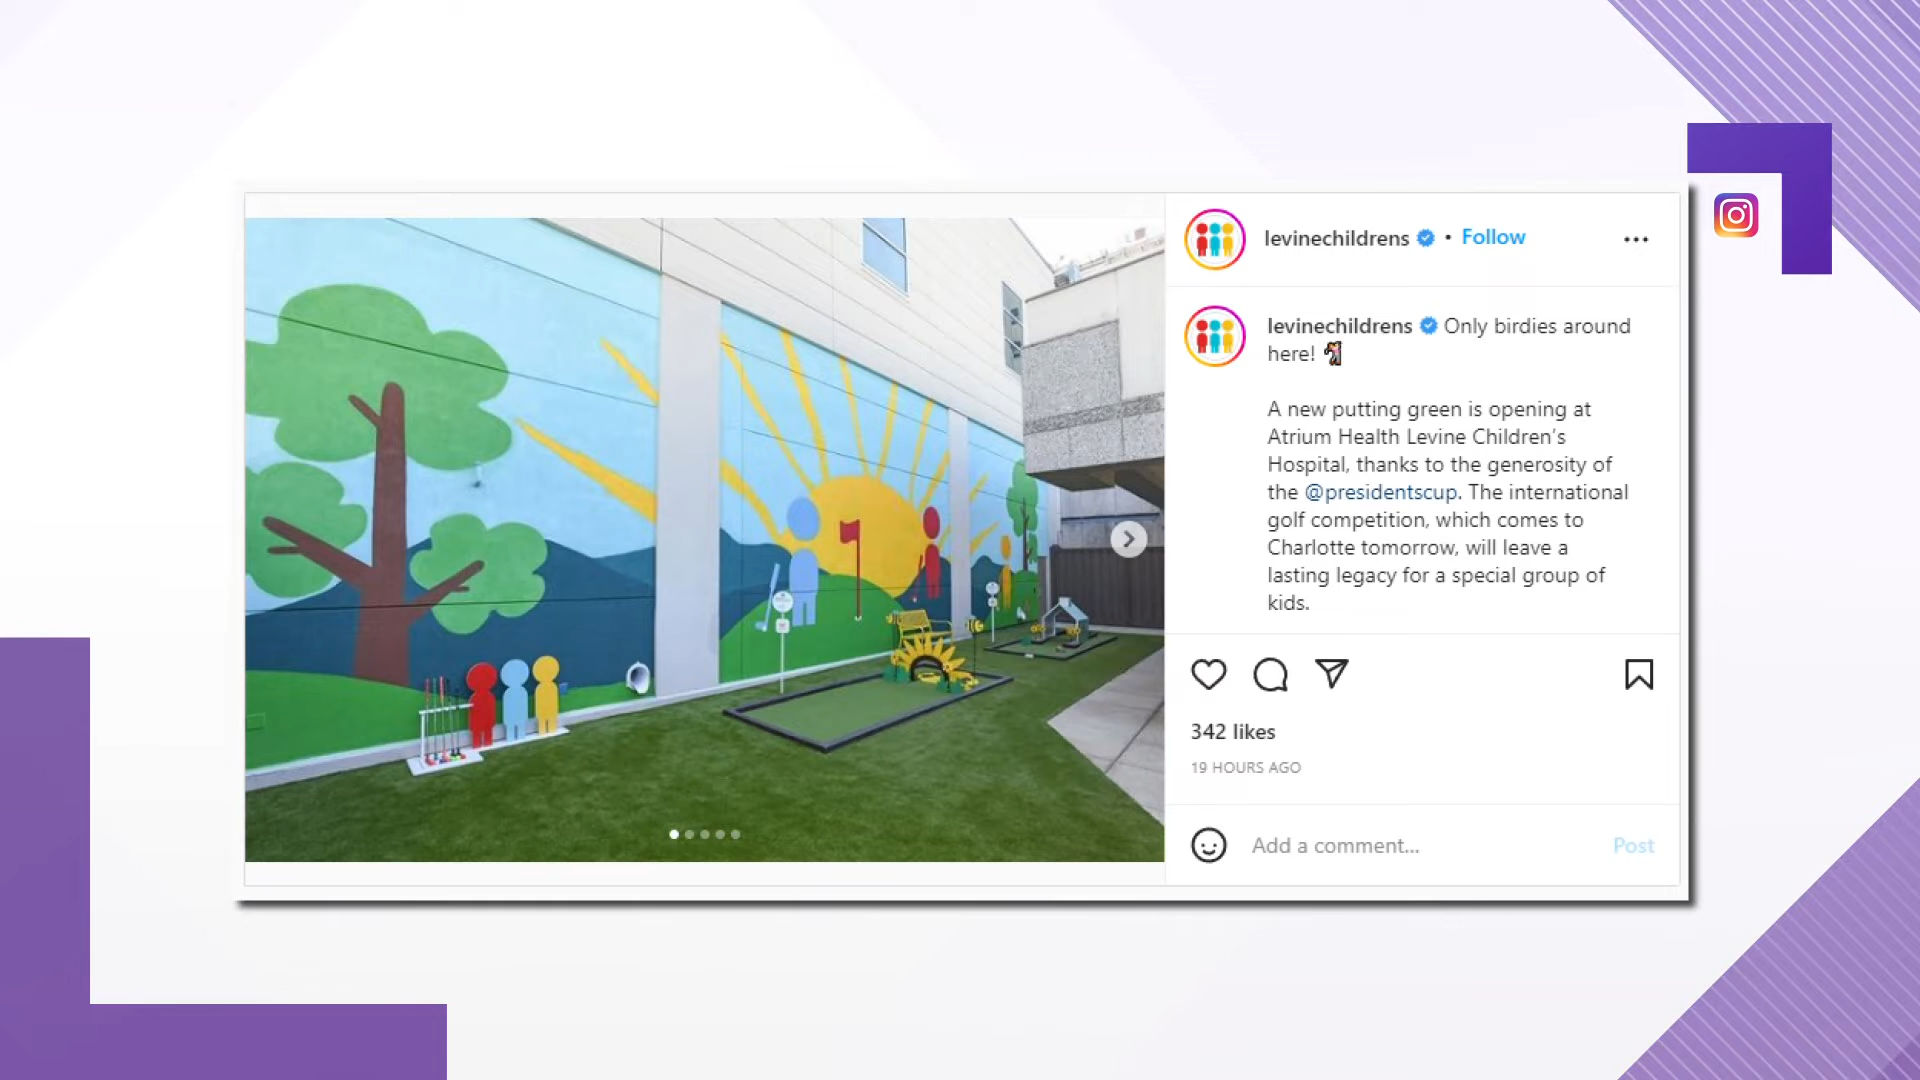 levinechildrens • Follow
levinechildrens Only birdies around
here!
A new putting green is opening at
Atrium Health Levine Children's
Hospital, thanks to the generosity of
the @presidentscup. The international
golf competition, which comes to
Charlotte tomorrow, will leave a
lasting legacy for a special group of
kids.
342 likes
19 HOURS AGO
Add a comment... Post